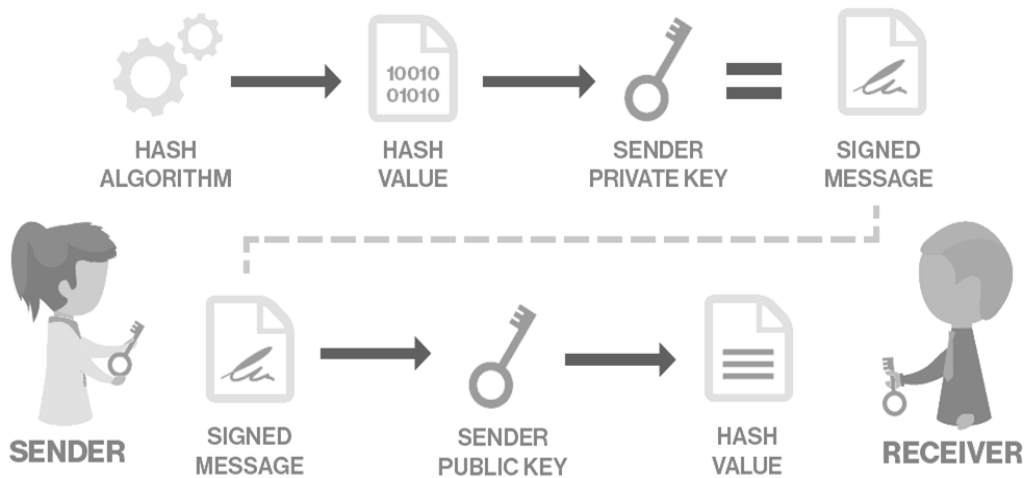 10010
01010
HASH
ALGORITHM
HASH
VALUE
SENDER
PRIVATE KEY
SIGNED
MESSAGE
SENDER
SIGNED
MESSAGE
SENDER
PUBLIC KEY
HASH
VALUE
RECEIVER